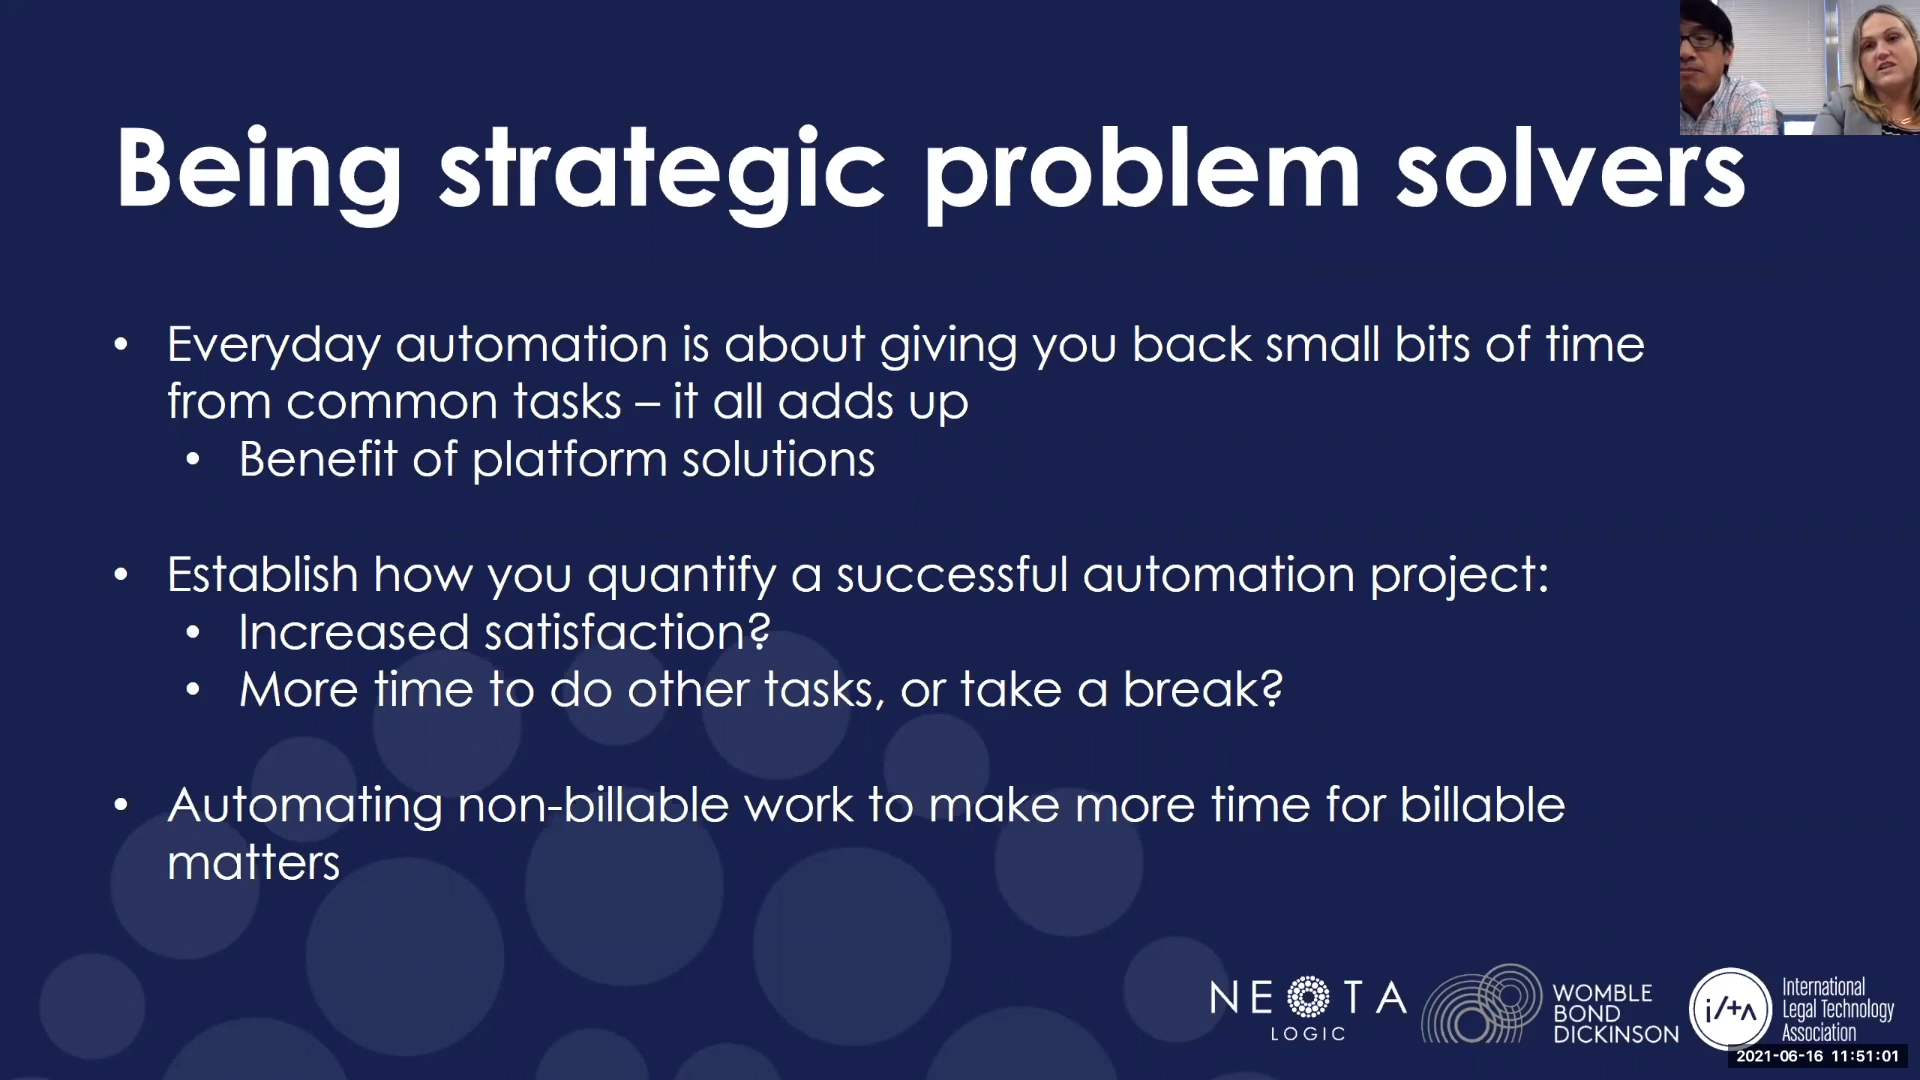 Being strategic problem solvers
• Everyday automation is about giving you back small bits of time
from common tasks – it all adds up
• Benefit of platform solutions
• Establish how you quantify a successful automation project:
• Increased satisfaction?
• More time to do other tasks, or take a break?
• Automating non-billable work to make more time for billable
matters
NEOTA
LOGIC
WOMBLE
BOND
DICKINSON
ilta
International
Legal Technology
Association
2021-06-16 11:51:01